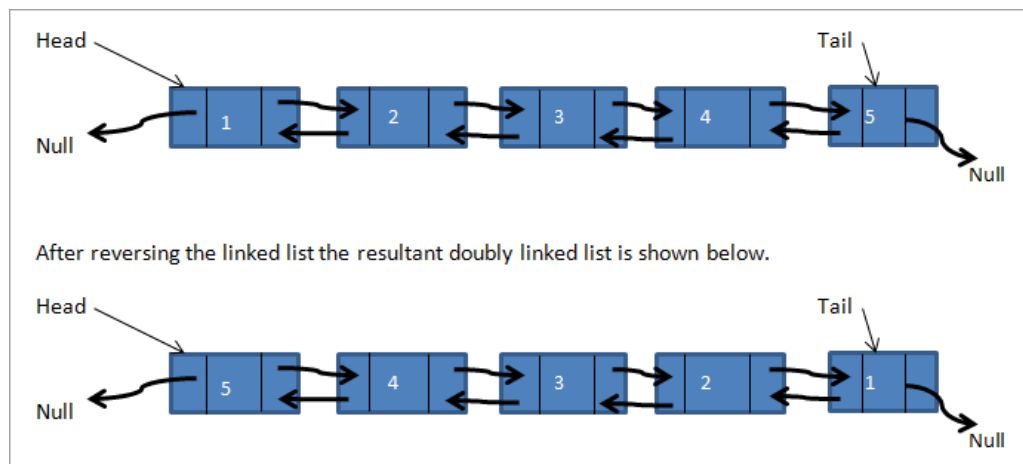 Head
Tail
1 2 3 4 5
Null
Null
After reversing the linked list the resultant doubly linked list is shown below.
Head
Tail
5 4 3 2 1
Null
Null